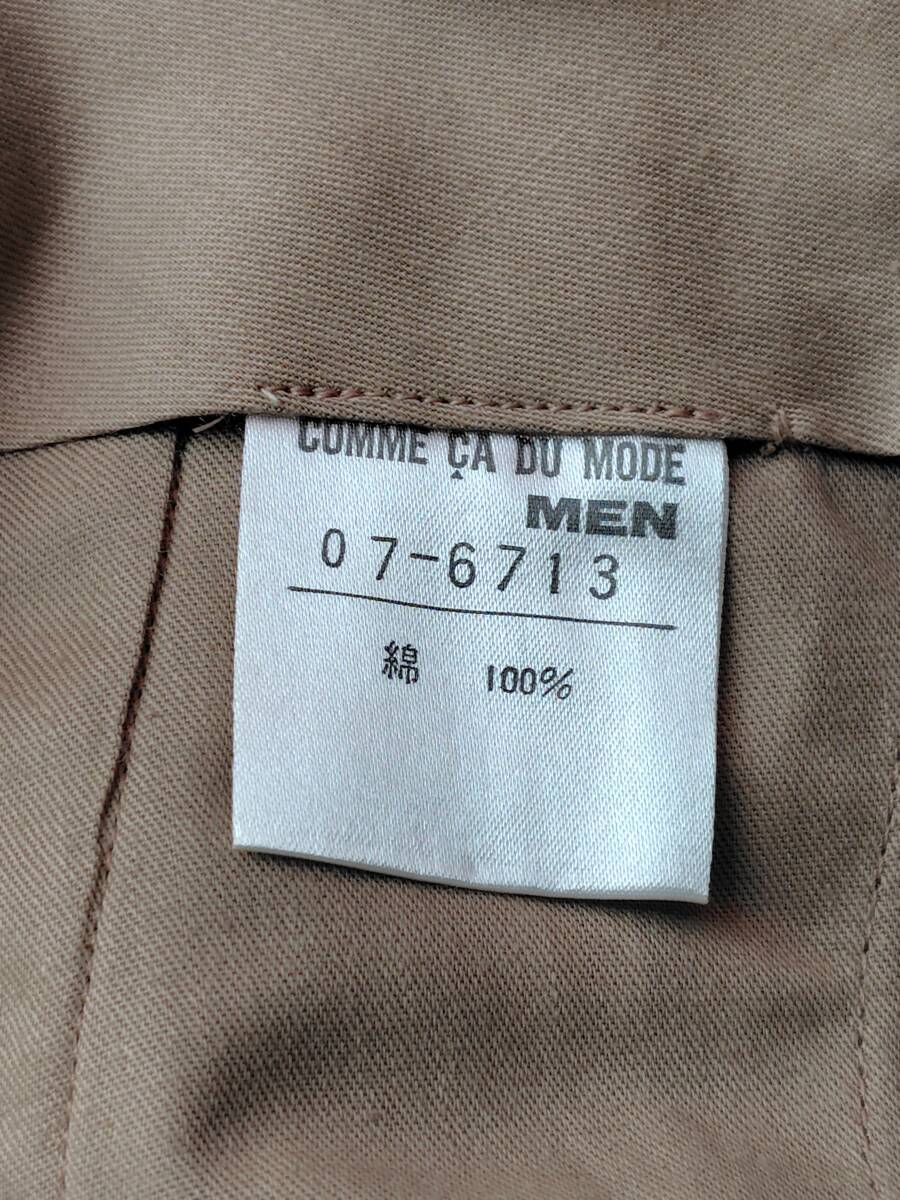 COMME ÇA DU MODE
MEN
07-6713
綿 100%